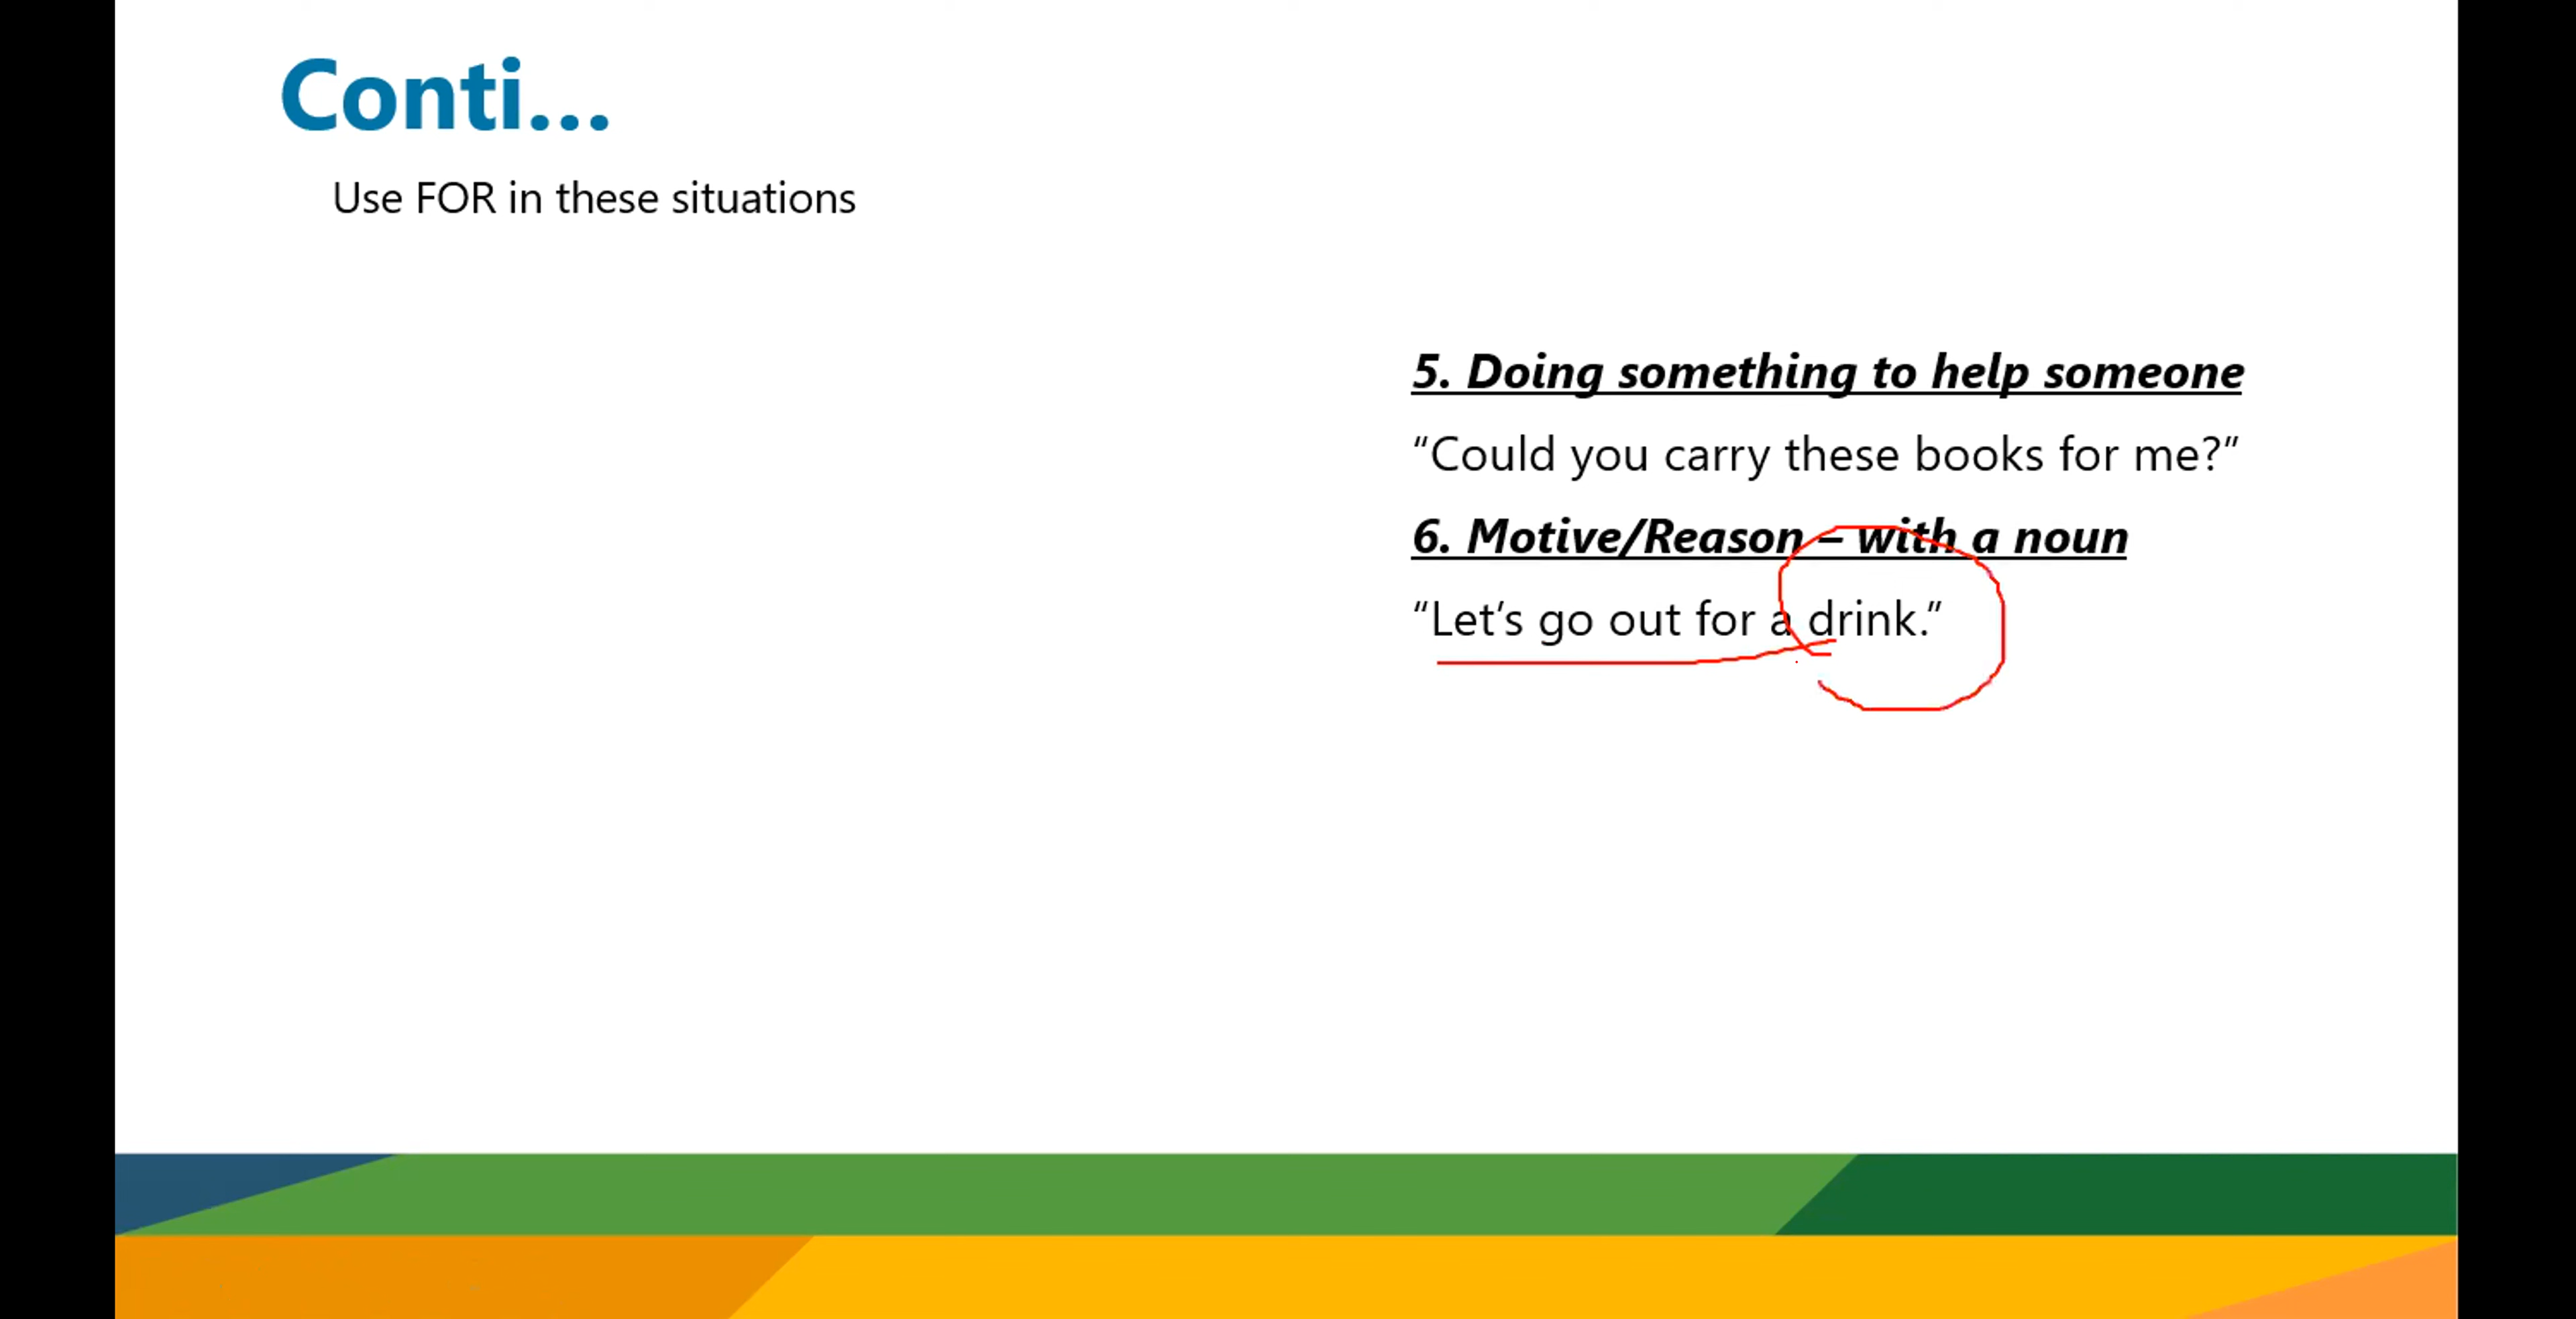 Conti...
Use FOR in these situations
5. Doing something to help someone
“Could you carry these books for me?”
6. Motive/Reason – with a noun
“Let’s go out for a drink.”